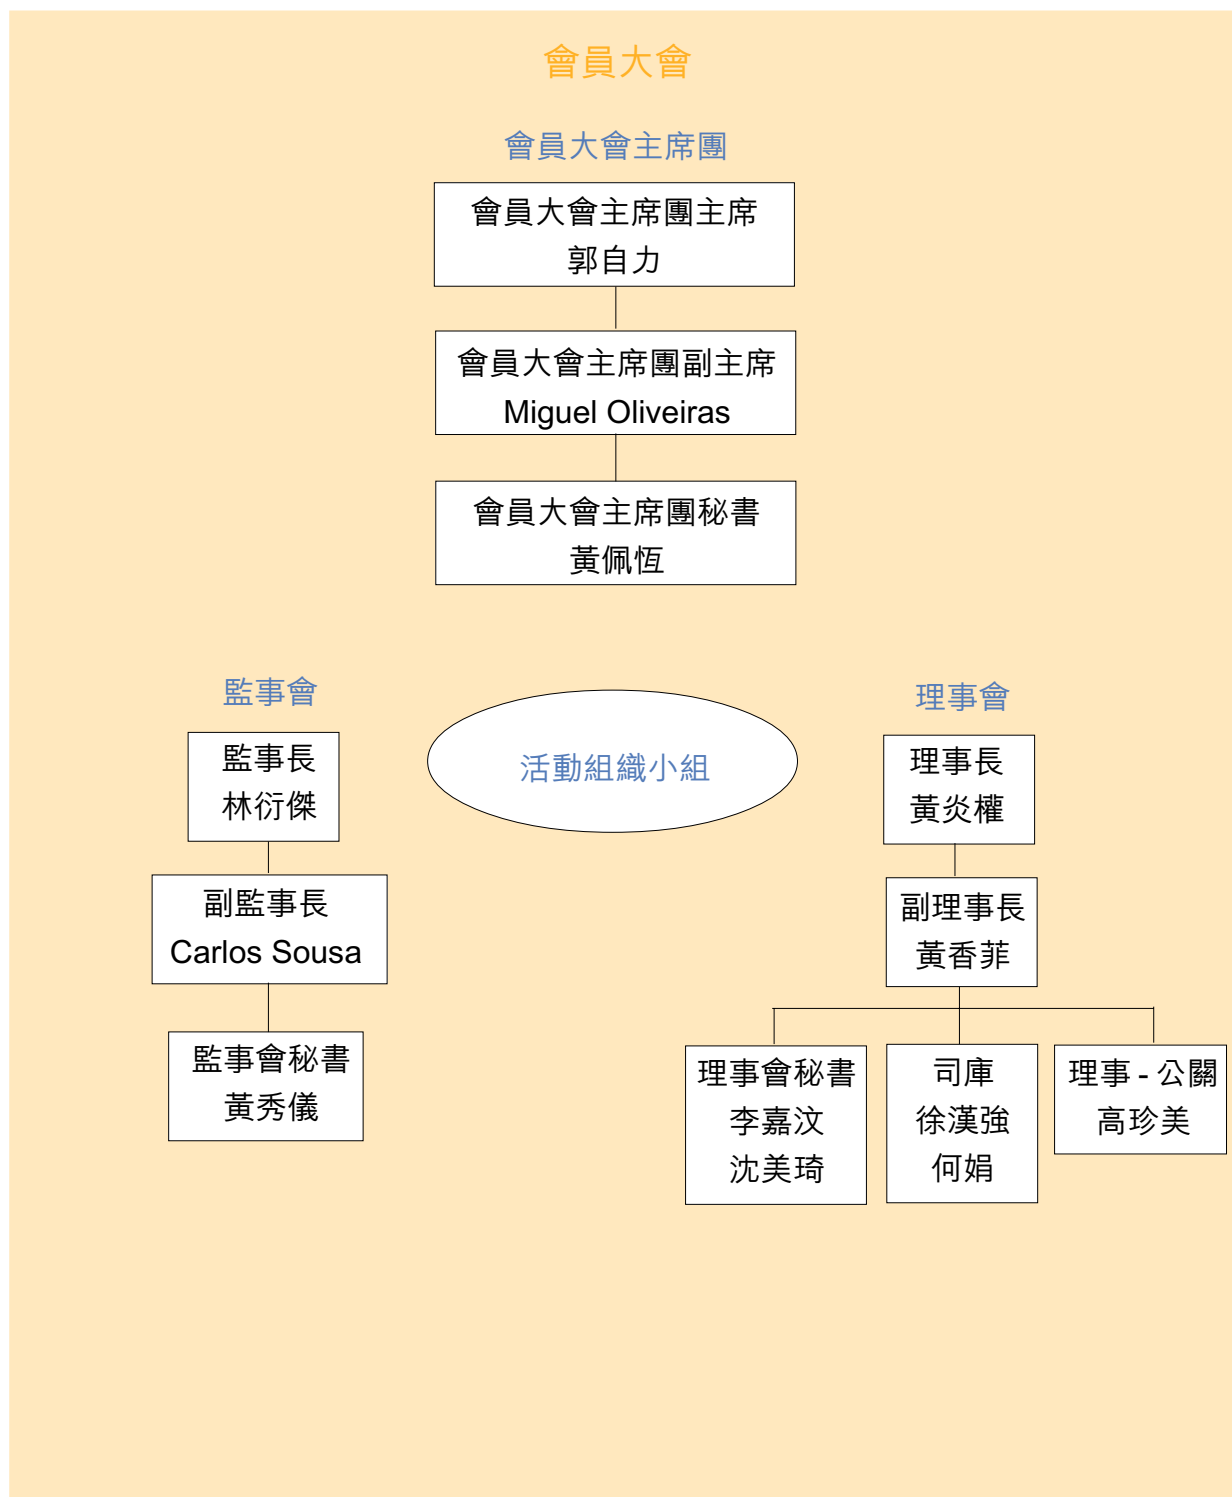 會員大會
會員大會主席團
會員大會主席團主席
郭自力
會員大會主席團副主席
Miguel Oliveiras
會員大會主席團秘書
黃佩恆
監事會
監事長
林衍傑
副監事長
Carlos Sousa
監事會秘書
黃秀儀
活動組織小組
理事會
理事長
黃炎權
副理事長
黃香菲
理事會秘書
李嘉汶
沈美琦
司庫
徐漢強
何娟
理事 - 公關
高珍美